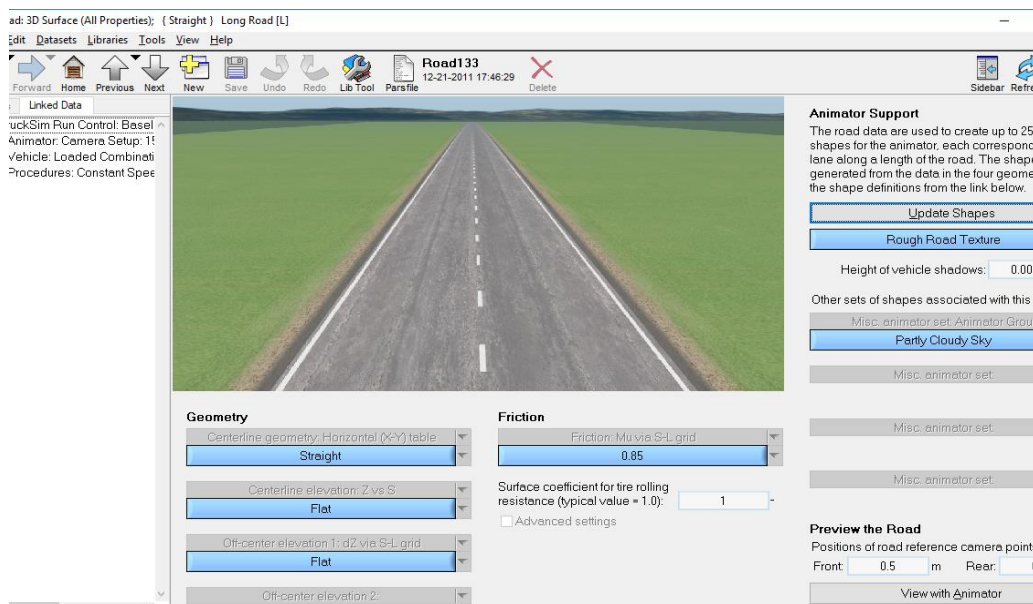 ad: 3D Surface (All Properties); { Straight } Long Road [L]
Edit Datasets Libraries Tools View Help
Forward Home Previous Next New Save Undo Redo Lib Tool Parsfile Road133 12-21-2011 17:46:29 Delete Sidebar Refre
Linked Data
ruckSim Run Control: Basel
Animator: Camera Setup: 15
Vehicle: Loaded Combinati
Procedures: Constant Spee
Geometry
Centerline geometry: Horizontal (X-Y) table
Straight
Centerline elevation: Z vs S
Flat
Off-center elevation 1: dZ via S-L grid
Flat
Off-center elevation 2:
Friction
Friction: Mu via S-L grid
0.85
Surface coefficient for tire rolling
resistance (typical value = 1.0): 1 -
Advanced settings
Animator Support
The road data are used to create up to 25
shapes for the animator, each correspond
lane along a length of the road. The shape
generated from the data in the four geome
the shape definitions from the link below.
Update Shapes
Rough Road Texture
Height of vehicle shadows: 0.00
Other sets of shapes associated with this
Misc. animator set: Animator Grou
Partly Cloudy Sky
Misc. animator set:
Misc. animator set:
Misc. animator set:
Preview the Road
Positions of road reference camera point
Front: 0.5 m Rear:
View with Animator